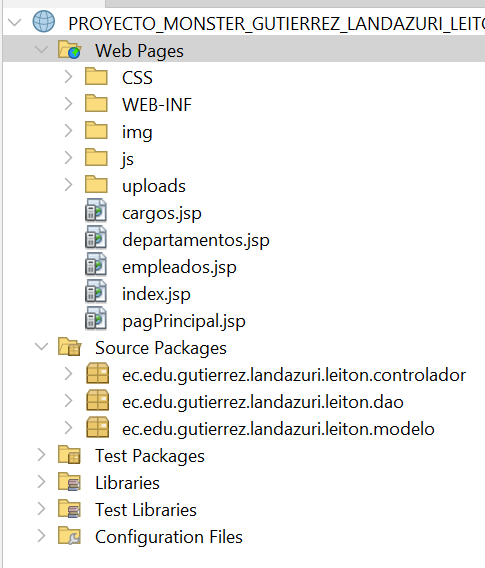 PROYECTO_MONSTER_GUTIERREZ_LANDAZURI_LEITO
Web Pages
CSS
WEB-INF
img
js
uploads
cargos.jsp
departamentos.jsp
empleados.jsp
index.jsp
pagPrincipal.jsp
Source Packages
ec.edu.gutierrez.landazuri.leiton.controlador
ec.edu.gutierrez.landazuri.leiton.dao
ec.edu.gutierrez.landazuri.leiton.modelo
Test Packages
Libraries
Test Libraries
Configuration Files